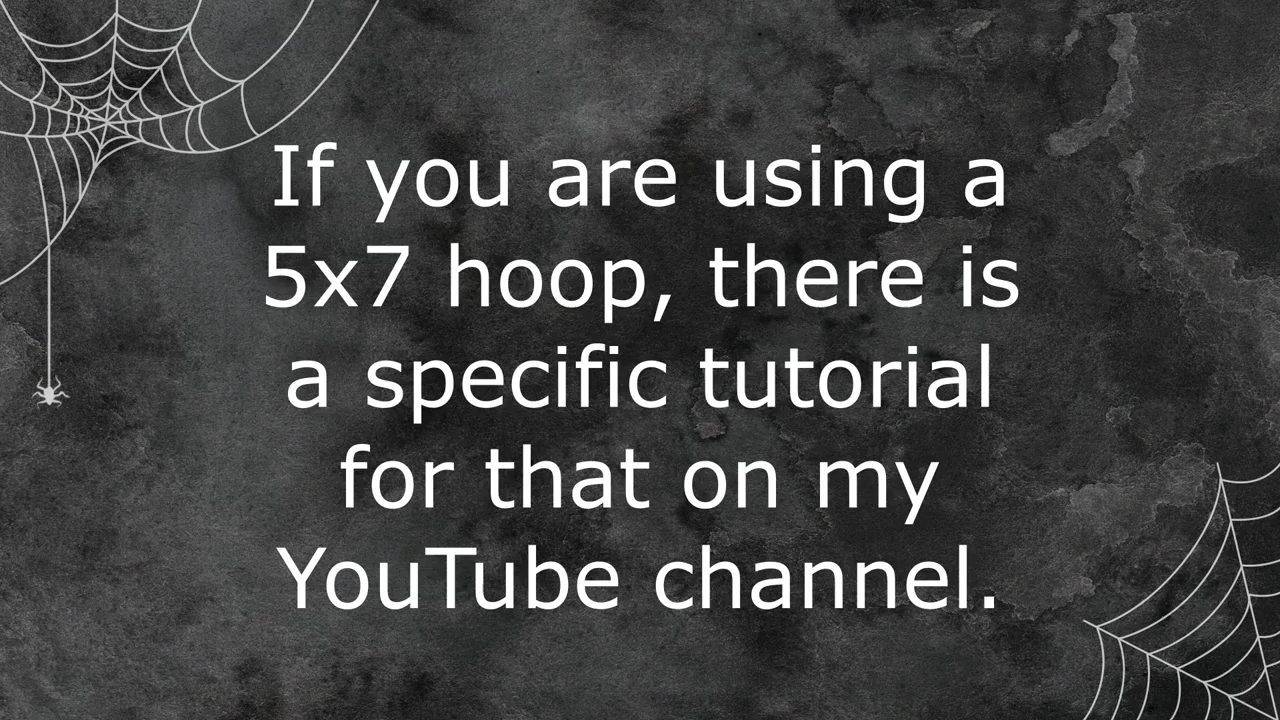 If you are using a
5x7 hoop, there is
a specific tutorial
for that on my
YouTube channel.